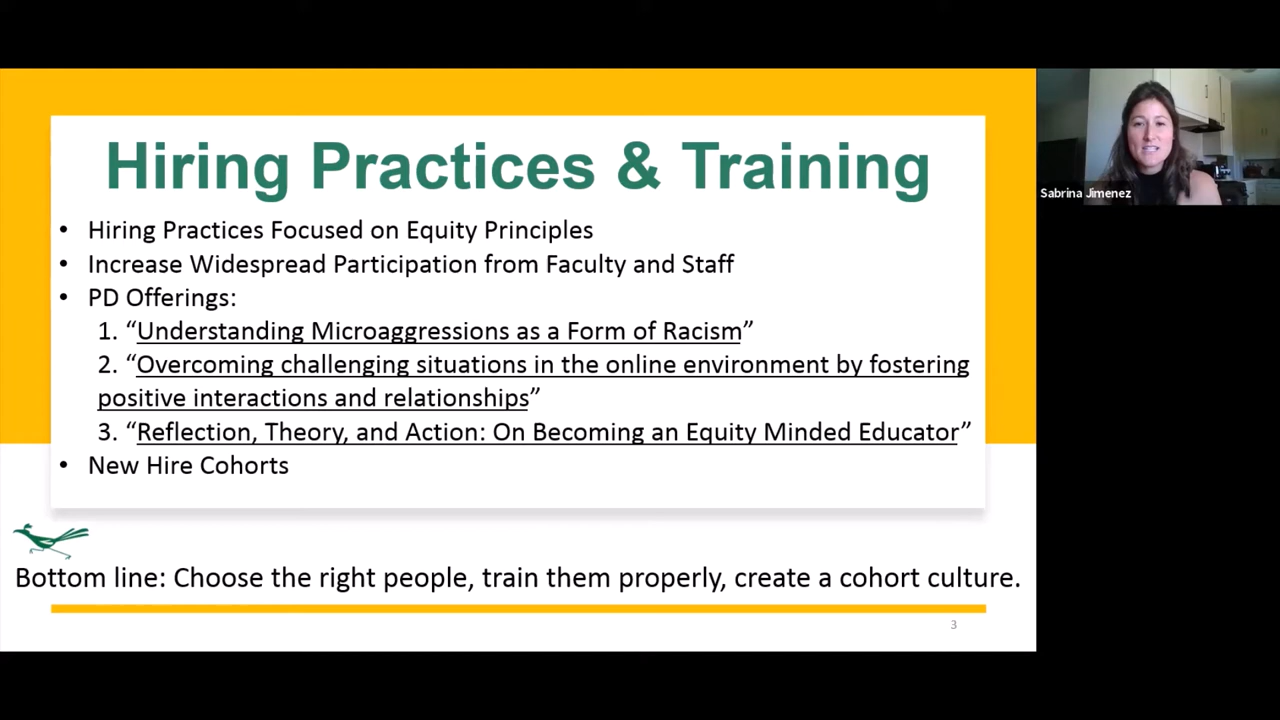 Hiring Practices & Training
• Hiring Practices Focused on Equity Principles
• Increase Widespread Participation from Faculty and Staff
• PD Offerings:
1. “Understanding Microaggressions as a Form of Racism”
2. “Overcoming challenging situations in the online environment by fostering
positive interactions and relationships”
3. “Reflection, Theory, and Action: On Becoming an Equity Minded Educator”
• New Hire Cohorts
Bottom line: Choose the right people, train them properly, create a cohort culture.
3
Sabrina Jimenez